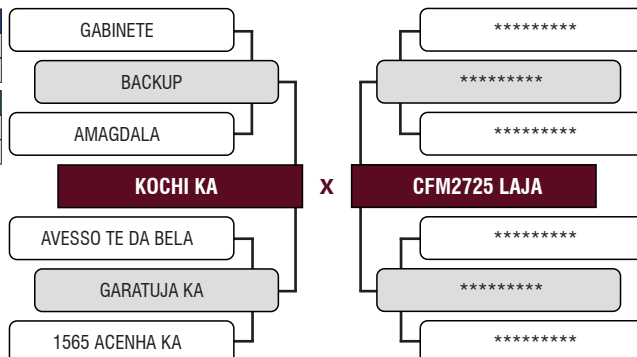 GABINETE
BACKUP
AMAGDALA
KOCHI KA
AVESSO TE DA BELA
GARATUJA KA
1565 ACENHA KA
X
*********
*********
*********
CFM2725 LAJA
*********
*********
*********